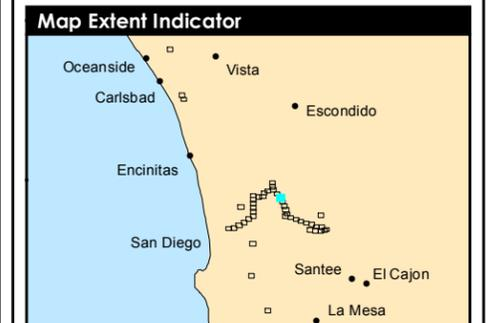 Map Extent Indicator
Oceanside
Vista
Carlsbad
Escondido
Encinitas
San Diego
Santee
El Cajon
La Mesa